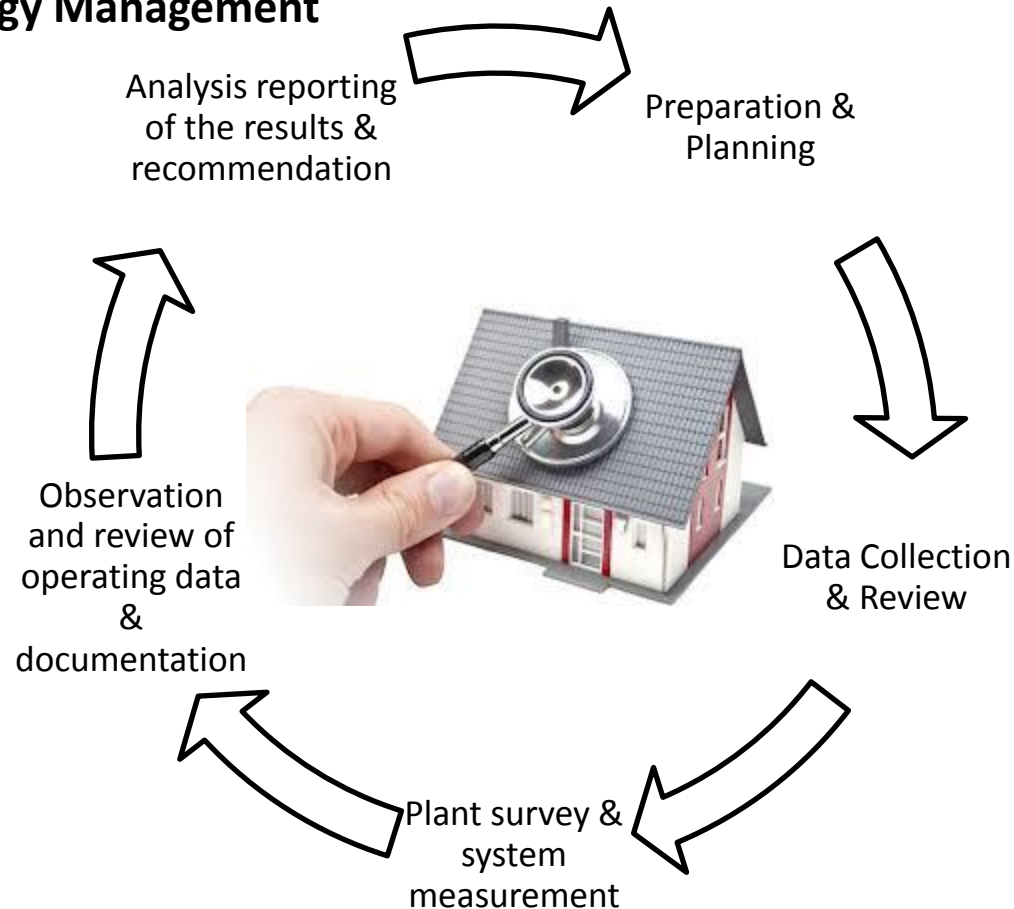 gy Management
Analysis reporting
of the results &
recommendation
Preparation &
Planning
Data Collection
& Review
Plant survey &
system
measurement
Observation
and review of
operating data
&
documentation